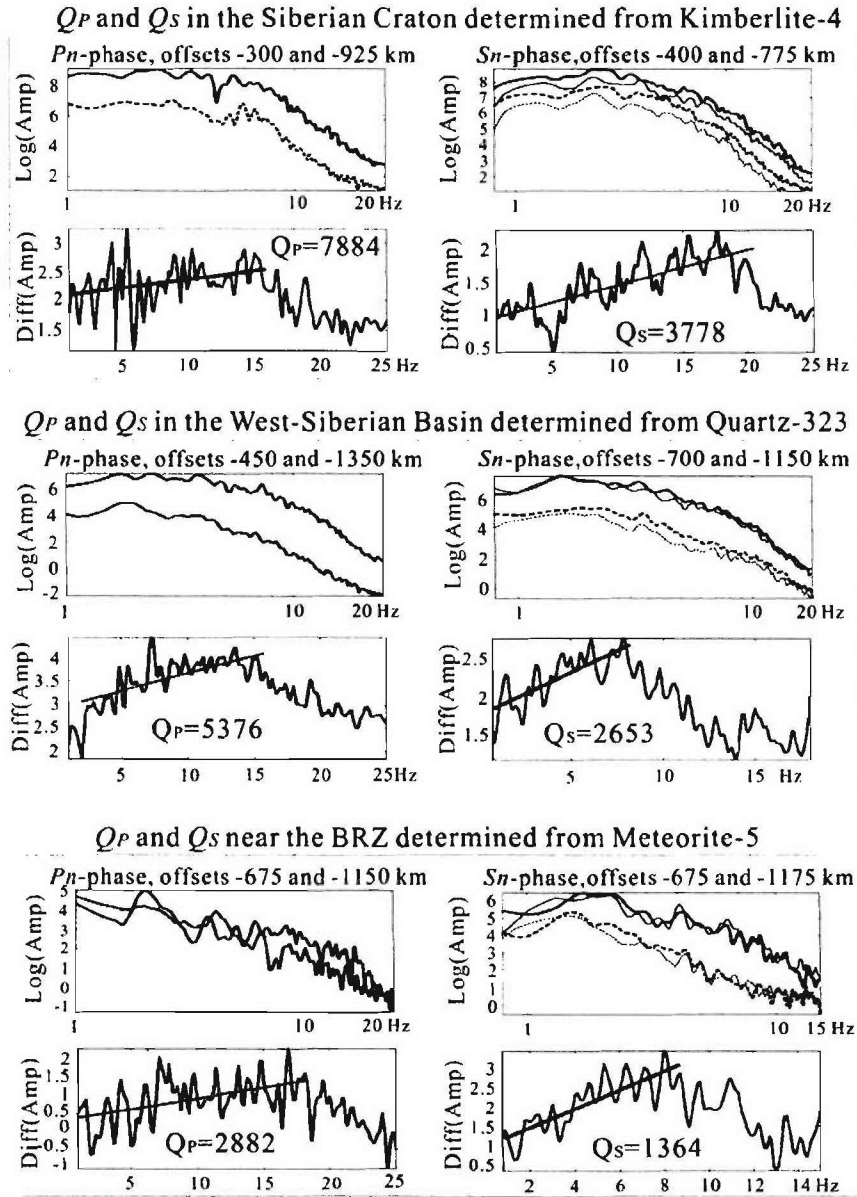 QP and QS in the Siberian Craton determined from Kimberlite-4
Pn-phase, offsets -300 and -925 km
Sn-phase,offsets -400 and -775 km
Log(Amp)
8
6
4
2
1
10
20 Hz
Log(Amp)
8
7
6
5
4
3
2
1
1
10
20 Hz
Diff(Amp)
3
2.5
2
1.5
QP=7884
5
10
15
20
25 Hz
Diff(Amp)
2
1.5
1
0.5
QS=3778
5
10
15
20
25 Hz
QP and QS in the West-Siberian Basin determined from Quartz-323
Pn-phase, offsets -450 and -1350 km
Sn-phase, offsets -700 and -1150 km
Log(Amp)
6
4
2
0
-2
1
10
20 Hz
Log(Amp)
6
4
2
0
1
10
20 Hz
Diff(Amp)
4
3.5
3
2.5
2
QP=5376
5
10
15
20
25Hz
Diff(Amp)
2.5
2
1.5
QS=2653
5
10
15 Hz
QP and QS near the BRZ determined from Meteorite-5
Pn-phase, offsets -675 and -1150 km
Sn-phase, offsets -675 and -1175 km
Log(Amp)
5
4
3
2
1
0
-1
1
10
20 Hz
Log(Amp)
6
5
4
3
2
1
0
1
10
15 Hz
Diff(Amp)
2
1.5
1
0.5
0
-0.5
-1
QP=2882
5
10
15
20
25
Diff(Amp)
3
2.5
2
1.5
1
0.5
QS=1364
2
4
6
8
10
12
14 Hz